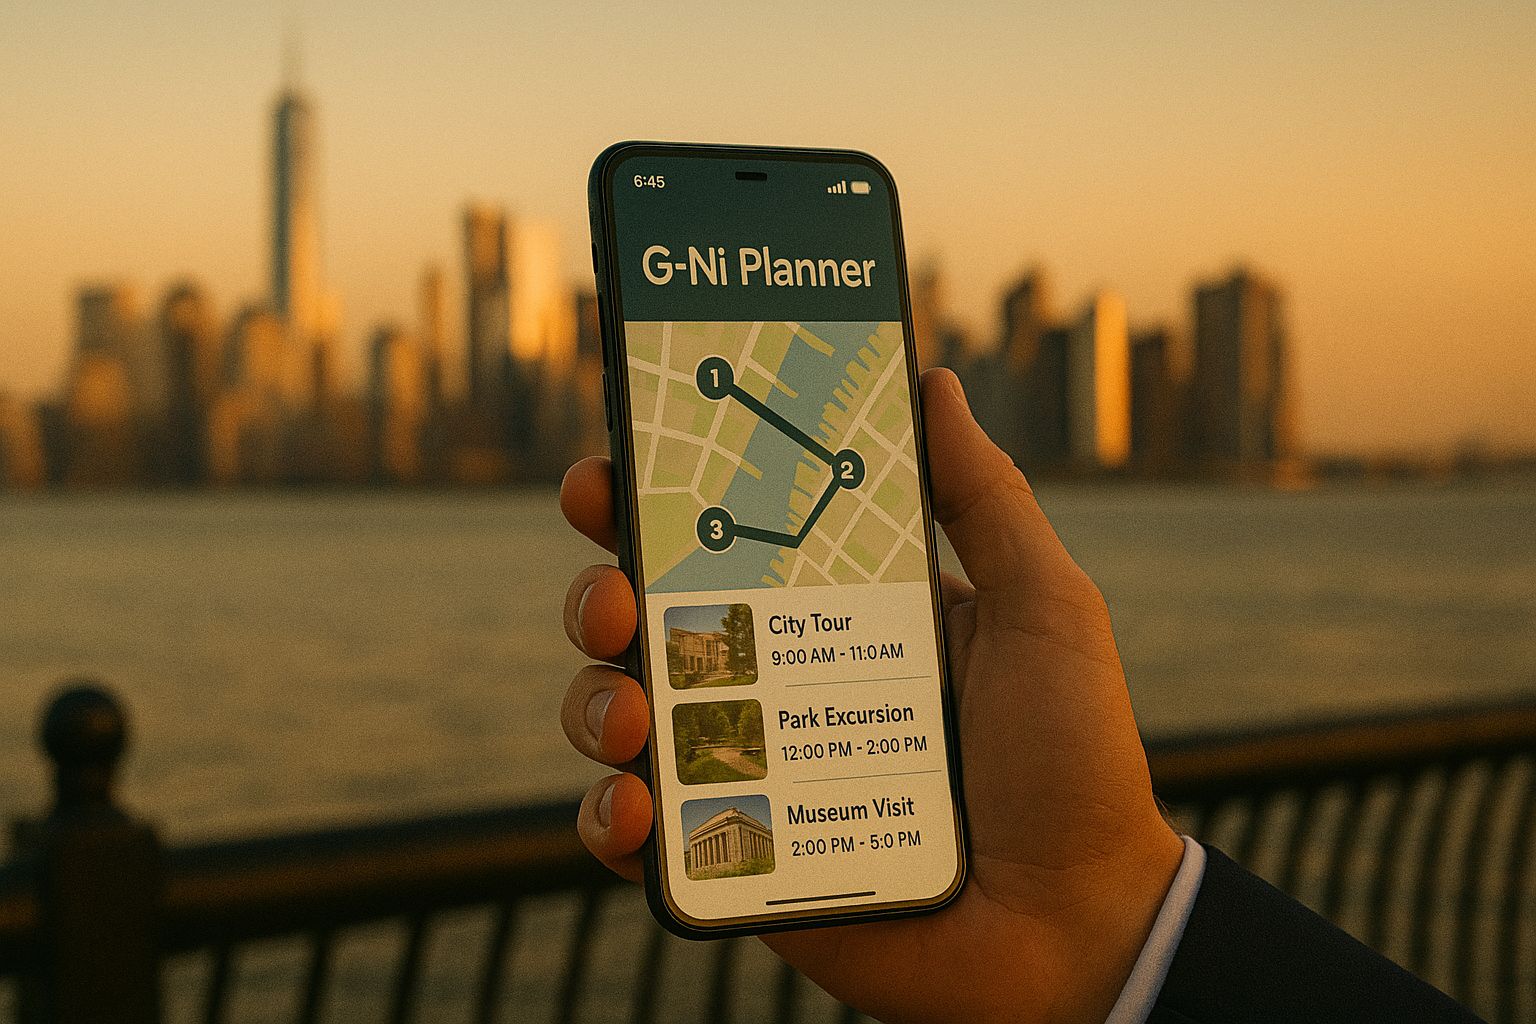 6:45
G-Ni Planner
1
2
3
City Tour
9:00 AM - 11:0 AM
Park Excursion
12:00 PM - 2:00 PM
Museum Visit
2:00 PM - 5:0 PM